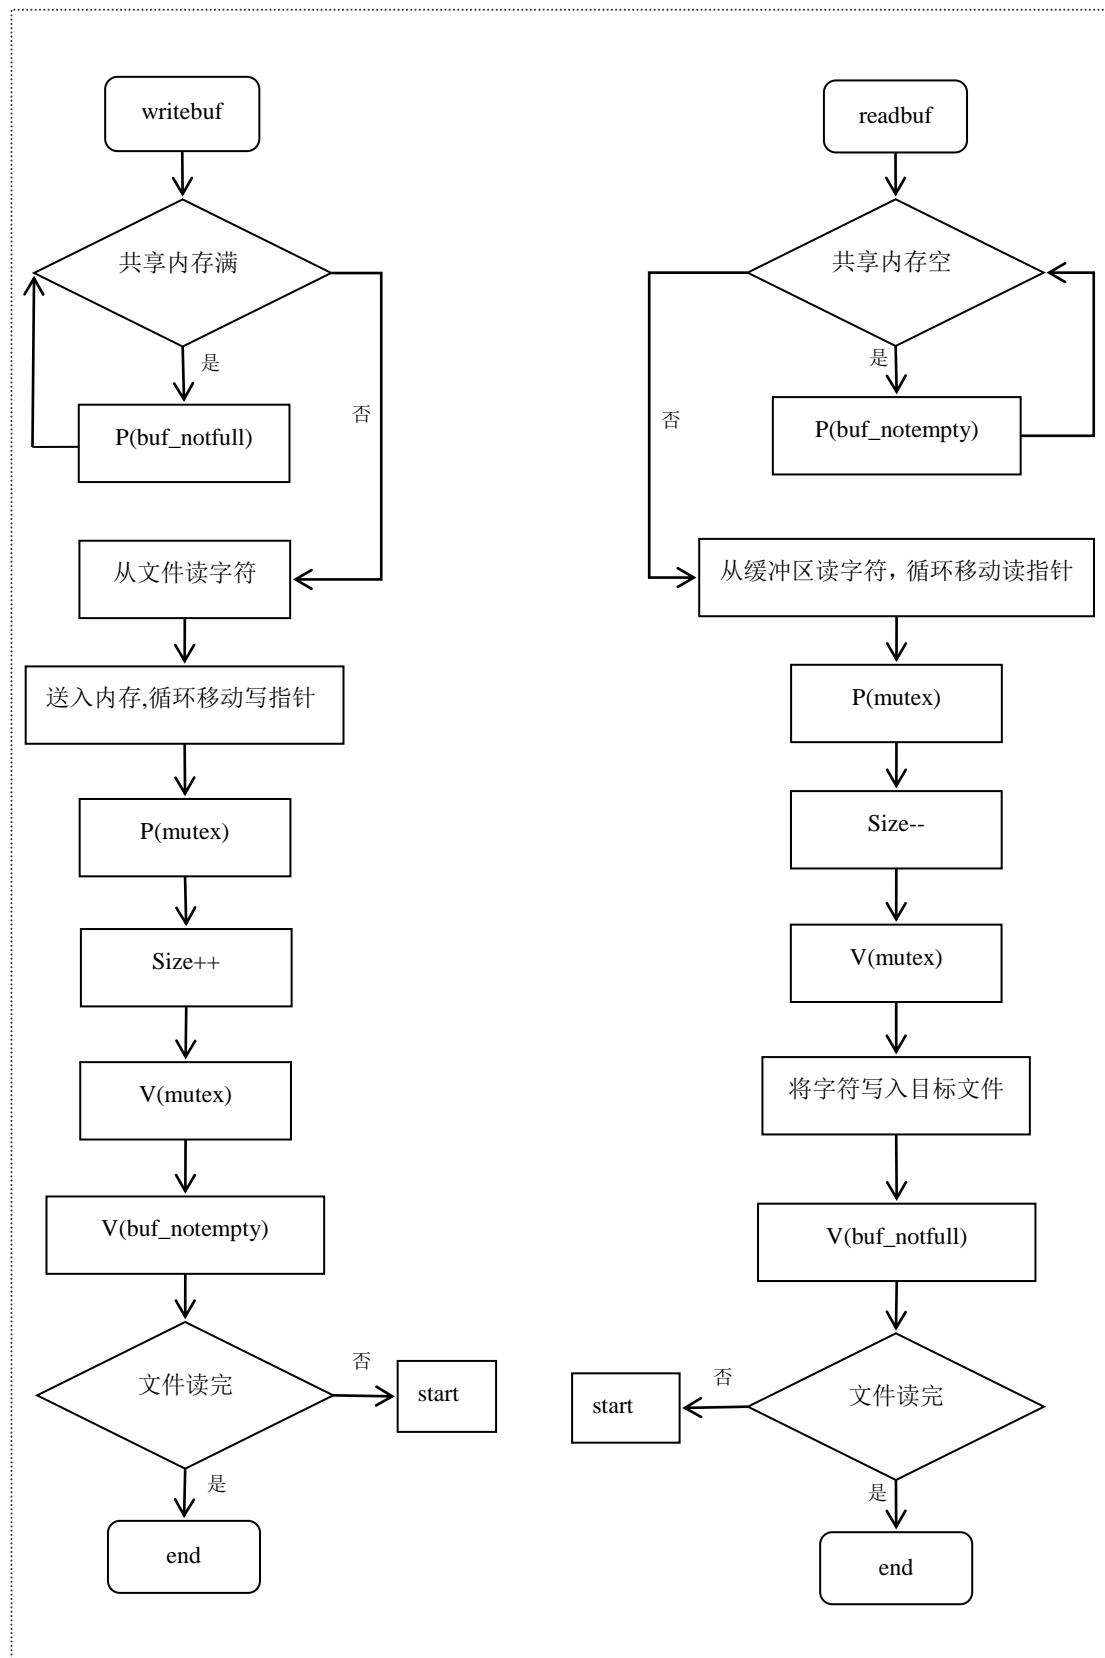 writebuf
共享内存满
是
否
P(buf_notfull)
从文件读字符
送入内存,循环移动写指针
P(mutex)
Size++
V(mutex)
V(buf_notempty)
文件读完
否
start
是
end
readbuf
共享内存空
是
否
P(buf_notempty)
从缓冲区读字符，循环移动读指针
P(mutex)
Size--
V(mutex)
将字符写入目标文件
V(buf_notfull)
文件读完
否
start
是
end